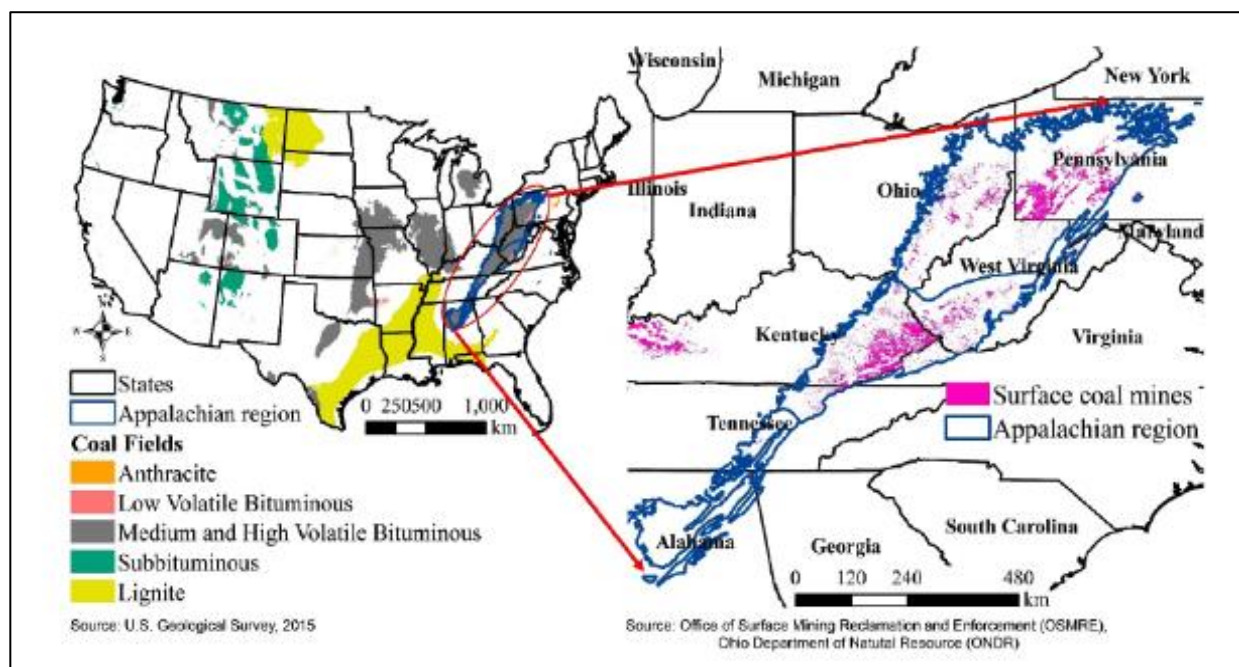 Wisconsin
Michigan
New York
Illinois
Indiana
Ohio
Pennsylvania
Maryland
West Virginia
Kentucky
Virginia
Tennessee
South Carolina
Alabama
Georgia
N
W E
S
States
Appalachian region
0 250500 1,000
km
Coal Fields
Anthracite
Low Volatile Bituminous
Medium and High Volatile Bituminous
Subbituminous
Lignite
Source: U.S. Geological Survey, 2015
Surface coal mines
Appalachian region
0 120 240 480
km
Source: Office of Surface Mining Reclamation and Enforcement (OSMRE),
Ohio Department of Natutal Resource (ONDR)